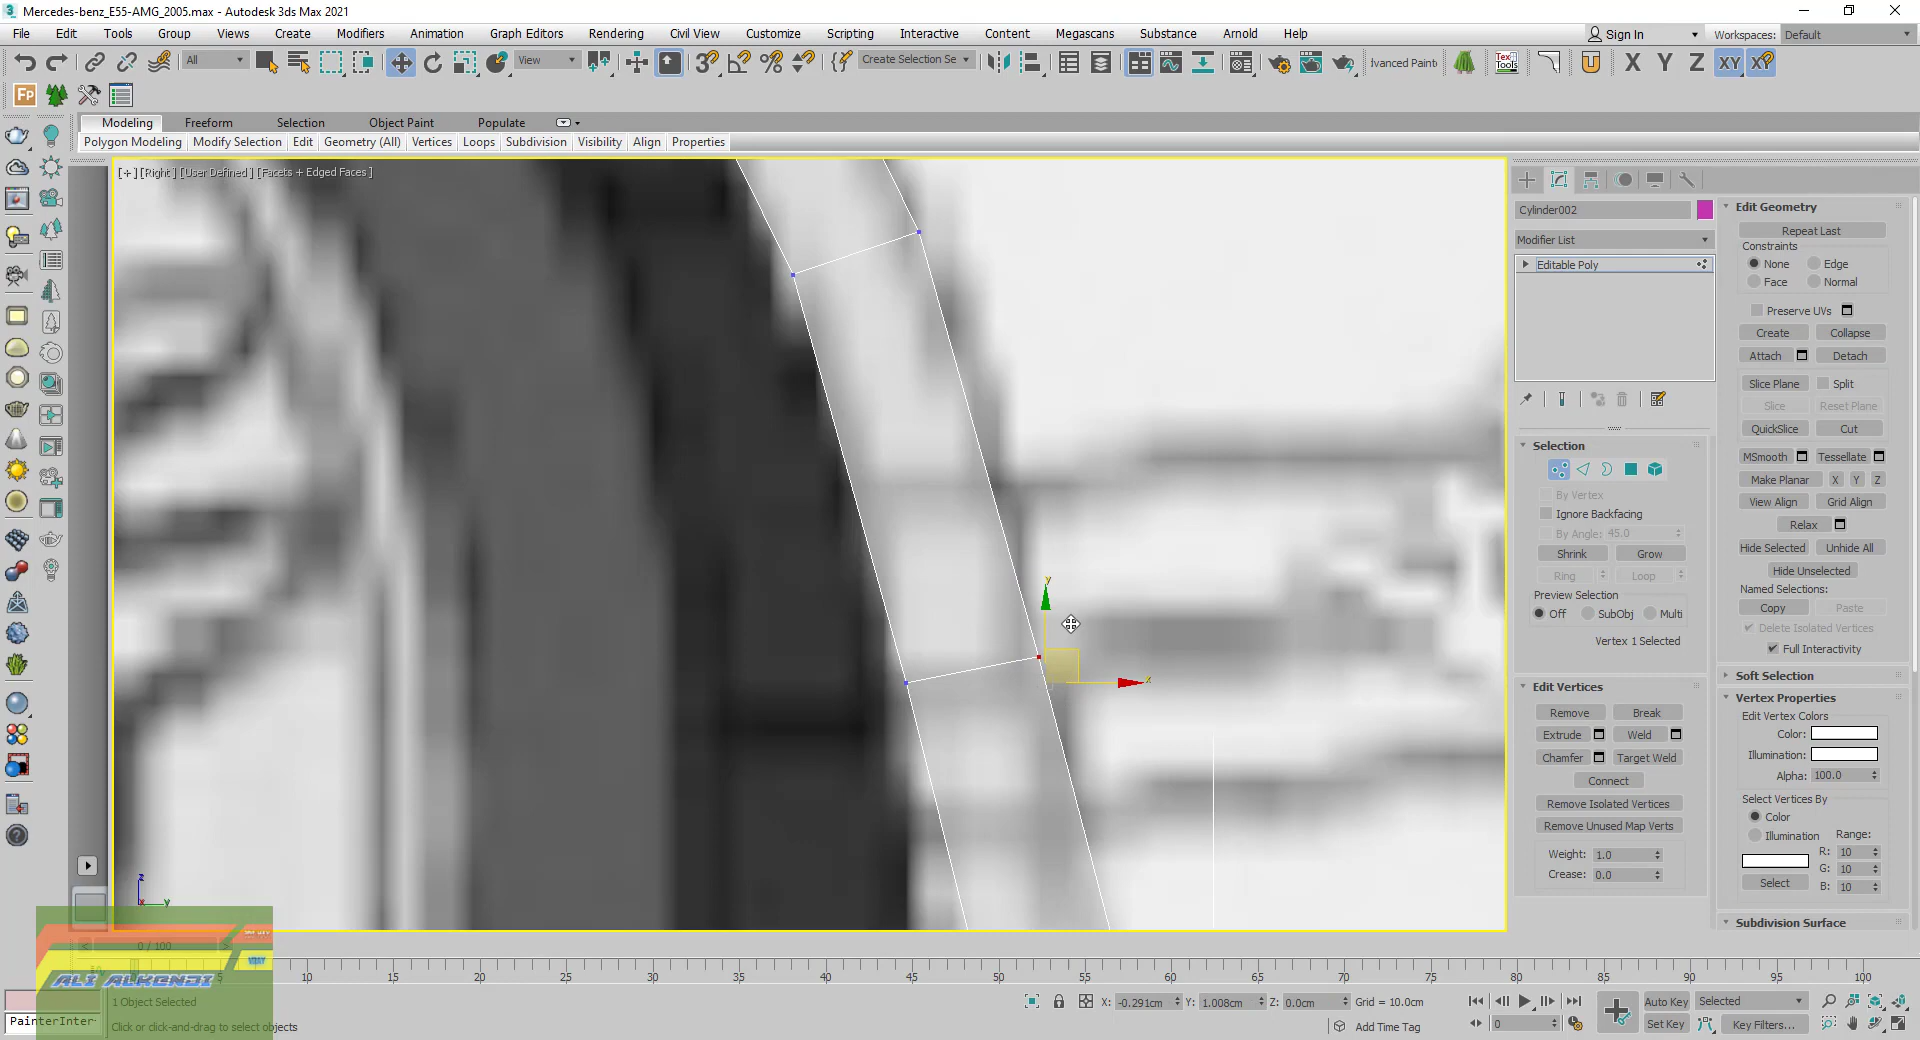 Mercedes-benz_E55-AMG_2005.max - Autodesk 3ds Max 2021
File Edit Tools Group Views Create Modifiers Animation Graph Editors Rendering Civil View Customize Scripting Interactive Content Megascans Substance Arnold Help Sign In Workspaces: Default
All View Create Selection Se X Y Z XY
Fp
Modeling Freeform Selection Object Paint Populate
Polygon Modeling Modify Selection Edit Geometry (All) Vertices Loops Subdivision Visibility Align Properties
[+] [Right] [User Defined] [Facets + Edged Faces]
Cylinder002
Modifier List
Editable Poly
Selection
By Vertex
Ignore Backfacing
By Angle: 45.0
Shrink Grow
Ring Loop
Preview Selection
Off SubObj Multi
Vertex 1 Selected
Edit Vertices
Remove Break
Extrude Weld
Chamfer Target Weld
Connect
Remove Isolated Vertices
Remove Unused Map Verts
Weight: 1.0
Crease: 0.0
Edit Geometry
Repeat Last
Constraints
None Edge
Face Normal
Preserve UVs
Create Collapse
Attach Detach
Slice Plane Split
Slice Reset Plane
QuickSlice Cut
MSmooth Tessellate
Make Planar X Y Z
View Align Grid Align
Relax
Hide Selected Unhide All
Hide Unselected
Named Selections:
Copy Paste
Delete Isolated Vertices
Full Interactivity
Soft Selection
Vertex Properties
Edit Vertex Colors
Color:
Illumination:
Alpha: 100.0
Select Vertices By
Color
Illumination Range:
R: 10
G: 10
Select B: 10
Subdivision Surface
y
x
z
x y
0 / 100
ALI ALKENZI
5 10 15 20 25 30 35 40 45 50 55 60 65 70 75 80 85 90 95 100
1 Object Selected X: -0.291cm Y: 1.008cm Z: 0.0cm Grid = 10.0cm Auto Key Selected
PainterInter Click or click-and-drag to select objects Add Time Tag 0 Set Key Key Filters...